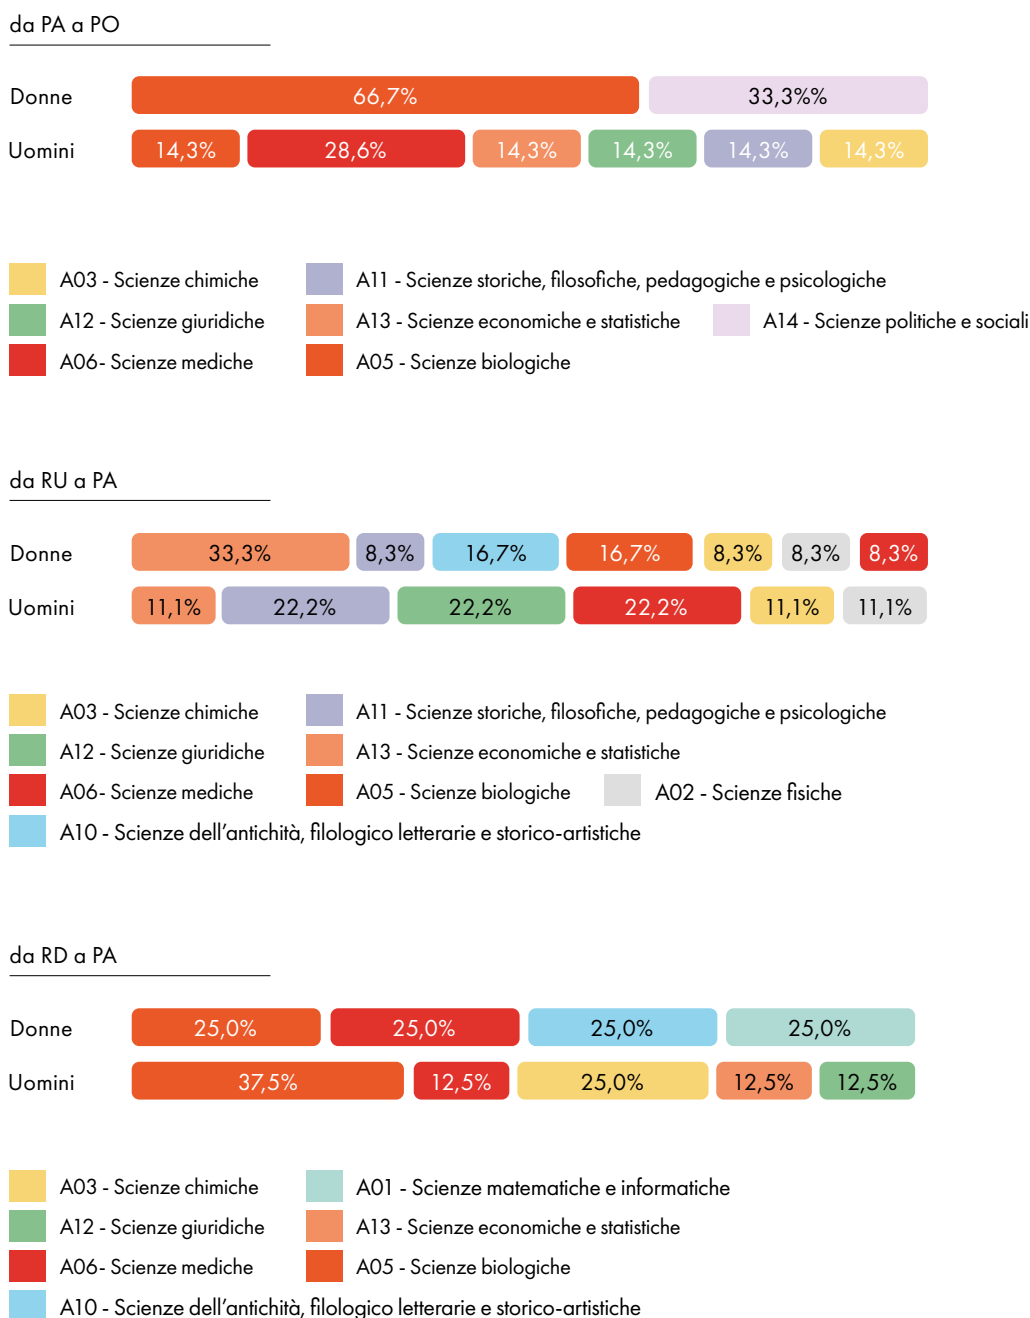 da PA a PO
Donne 66,7% 33,3%%
Uomini 14,3% 28,6% 14,3% 14,3% 14,3% 14,3%
A03 - Scienze chimiche A11 - Scienze storiche, filosofiche, pedagogiche e psicologiche
A12 - Scienze giuridiche A13 - Scienze economiche e statistiche A14 - Scienze politiche e sociali
A06- Scienze mediche A05 - Scienze biologiche
da RU a PA
Donne 33,3% 8,3% 16,7% 16,7% 8,3% 8,3% 8,3%
Uomini 11,1% 22,2% 22,2% 22,2% 11,1% 11,1%
A03 - Scienze chimiche A11 - Scienze storiche, filosofiche, pedagogiche e psicologiche
A12 - Scienze giuridiche A13 - Scienze economiche e statistiche
A06- Scienze mediche A05 - Scienze biologiche A02 - Scienze fisiche
A10 - Scienze dell'antichità, filologico letterarie e storico-artistiche
da RD a PA
Donne 25,0% 25,0% 25,0% 25,0%
Uomini 37,5% 12,5% 25,0% 12,5% 12,5%
A03 - Scienze chimiche A01 - Scienze matematiche e informatiche
A12 - Scienze giuridiche A13 - Scienze economiche e statistiche
A06- Scienze mediche A05 - Scienze biologiche
A10 - Scienze dell'antichità, filologico letterarie e storico-artistiche